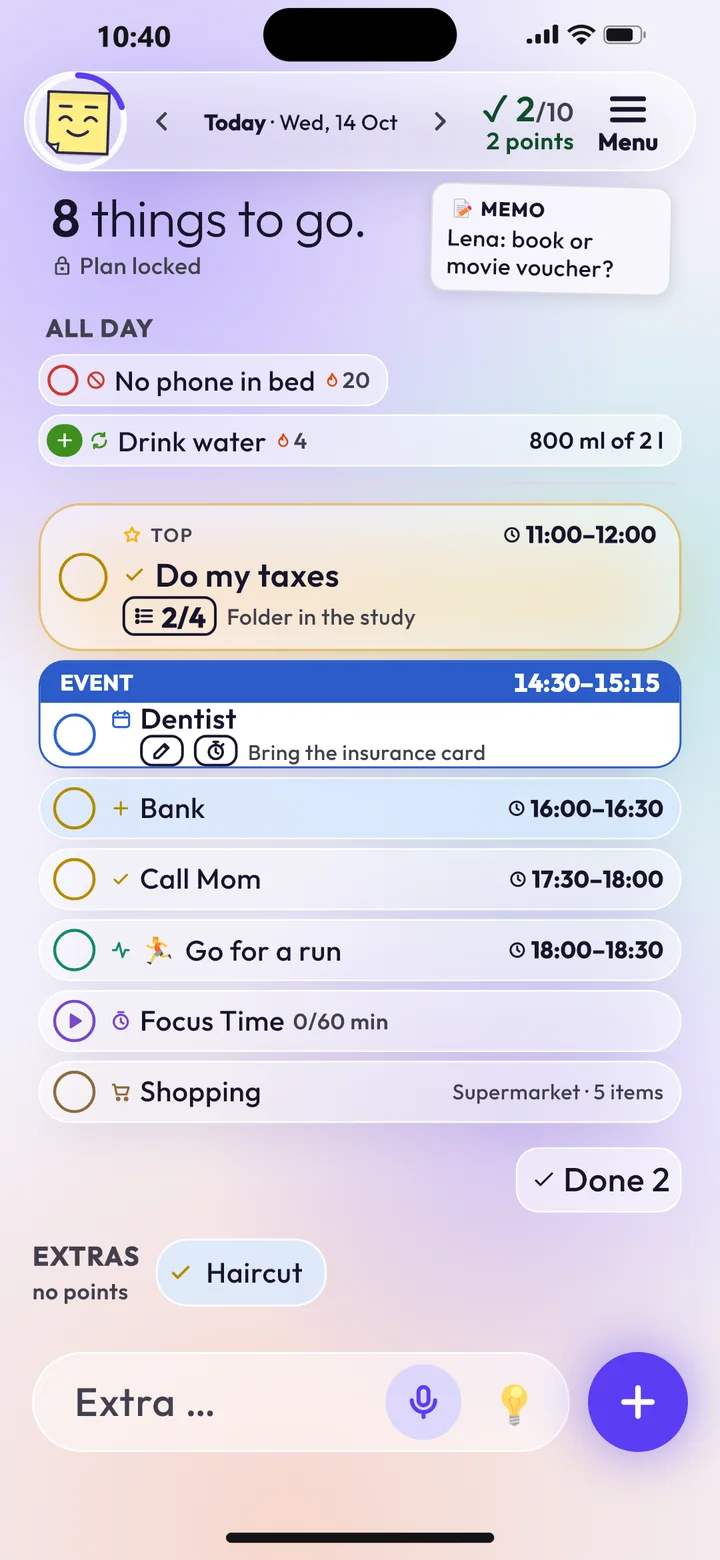 10:40
Today · Wed, 14 Oct
✓ 2/10
2 points
Menu
8 things to go.
Plan locked
MEMO
Lena: book or
movie voucher?
ALL DAY
No phone in bed 20
Drink water 4 800 ml of 2 l
TOP 11:00–12:00
Do my taxes
2/4 Folder in the study
EVENT 14:30–15:15
Dentist
Bring the insurance card
Bank 16:00–16:30
Call Mom 17:30–18:00
Go for a run 18:00–18:30
Focus Time 0/60 min
Shopping Supermarket · 5 items
✓ Done 2
EXTRAS
no points
Haircut
Extra ...